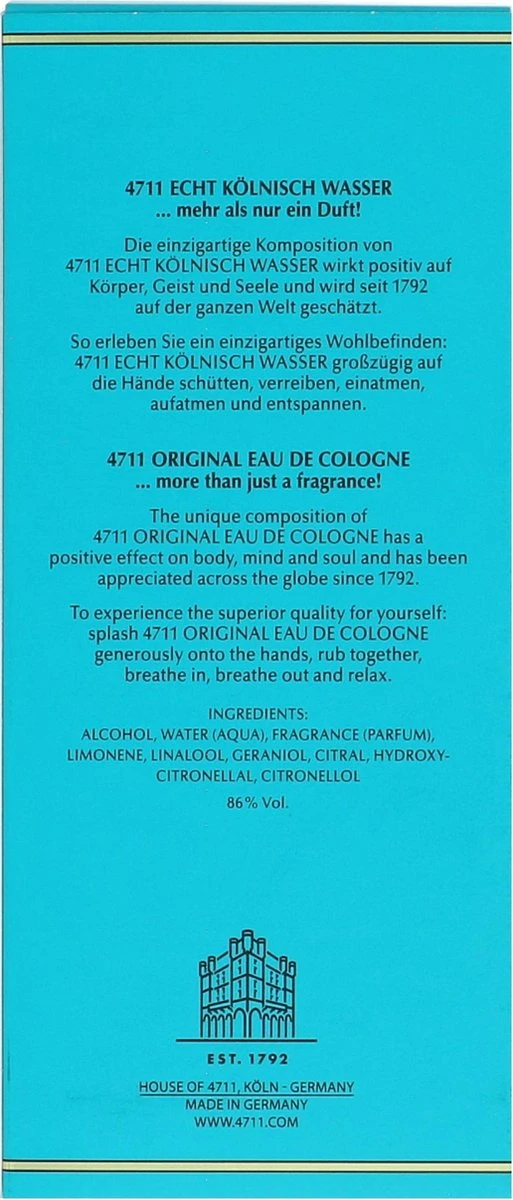 4711 ECHT KÖLNISCH WASSER
... mehr als nur ein Duft!
Die einzigartige Komposition von
4711 ECHT KÖLNISCH WASSER wirkt positiv auf
Körper, Geist und Seele und wird seit 1792
auf der ganzen Welt geschätzt.
So erleben Sie ein einzigartiges Wohlbefinden:
4711 ECHT KÖLNISCH WASSER großzügig auf
die Hände schütten, verreiben, einatmen,
aufatmen und entspannen.
4711 ORIGINAL EAU DE COLOGNE
... more than just a fragrance!
The unique composition of
4711 ORIGINAL EAU DE COLOGNE has a
positive effect on body, mind and soul and has been
appreciated across the globe since 1792.
To experience the superior quality for yourself:
splash 4711 ORIGINAL EAU DE COLOGNE
generously onto the hands, rub together,
breathe in, breathe out and relax.
INGREDIENTS:
ALCOHOL, WATER (AQUA), FRAGRANCE (PARFUM),
LIMONENE, LINALOOL, GERANIOL, CITRAL, HYDROXY-
CITRONELLAL, CITRONELLOL
86% Vol.
EST. 1792
HOUSE OF 4711, KÖLN - GERMANY
MADE IN GERMANY
WWW.4711.COM